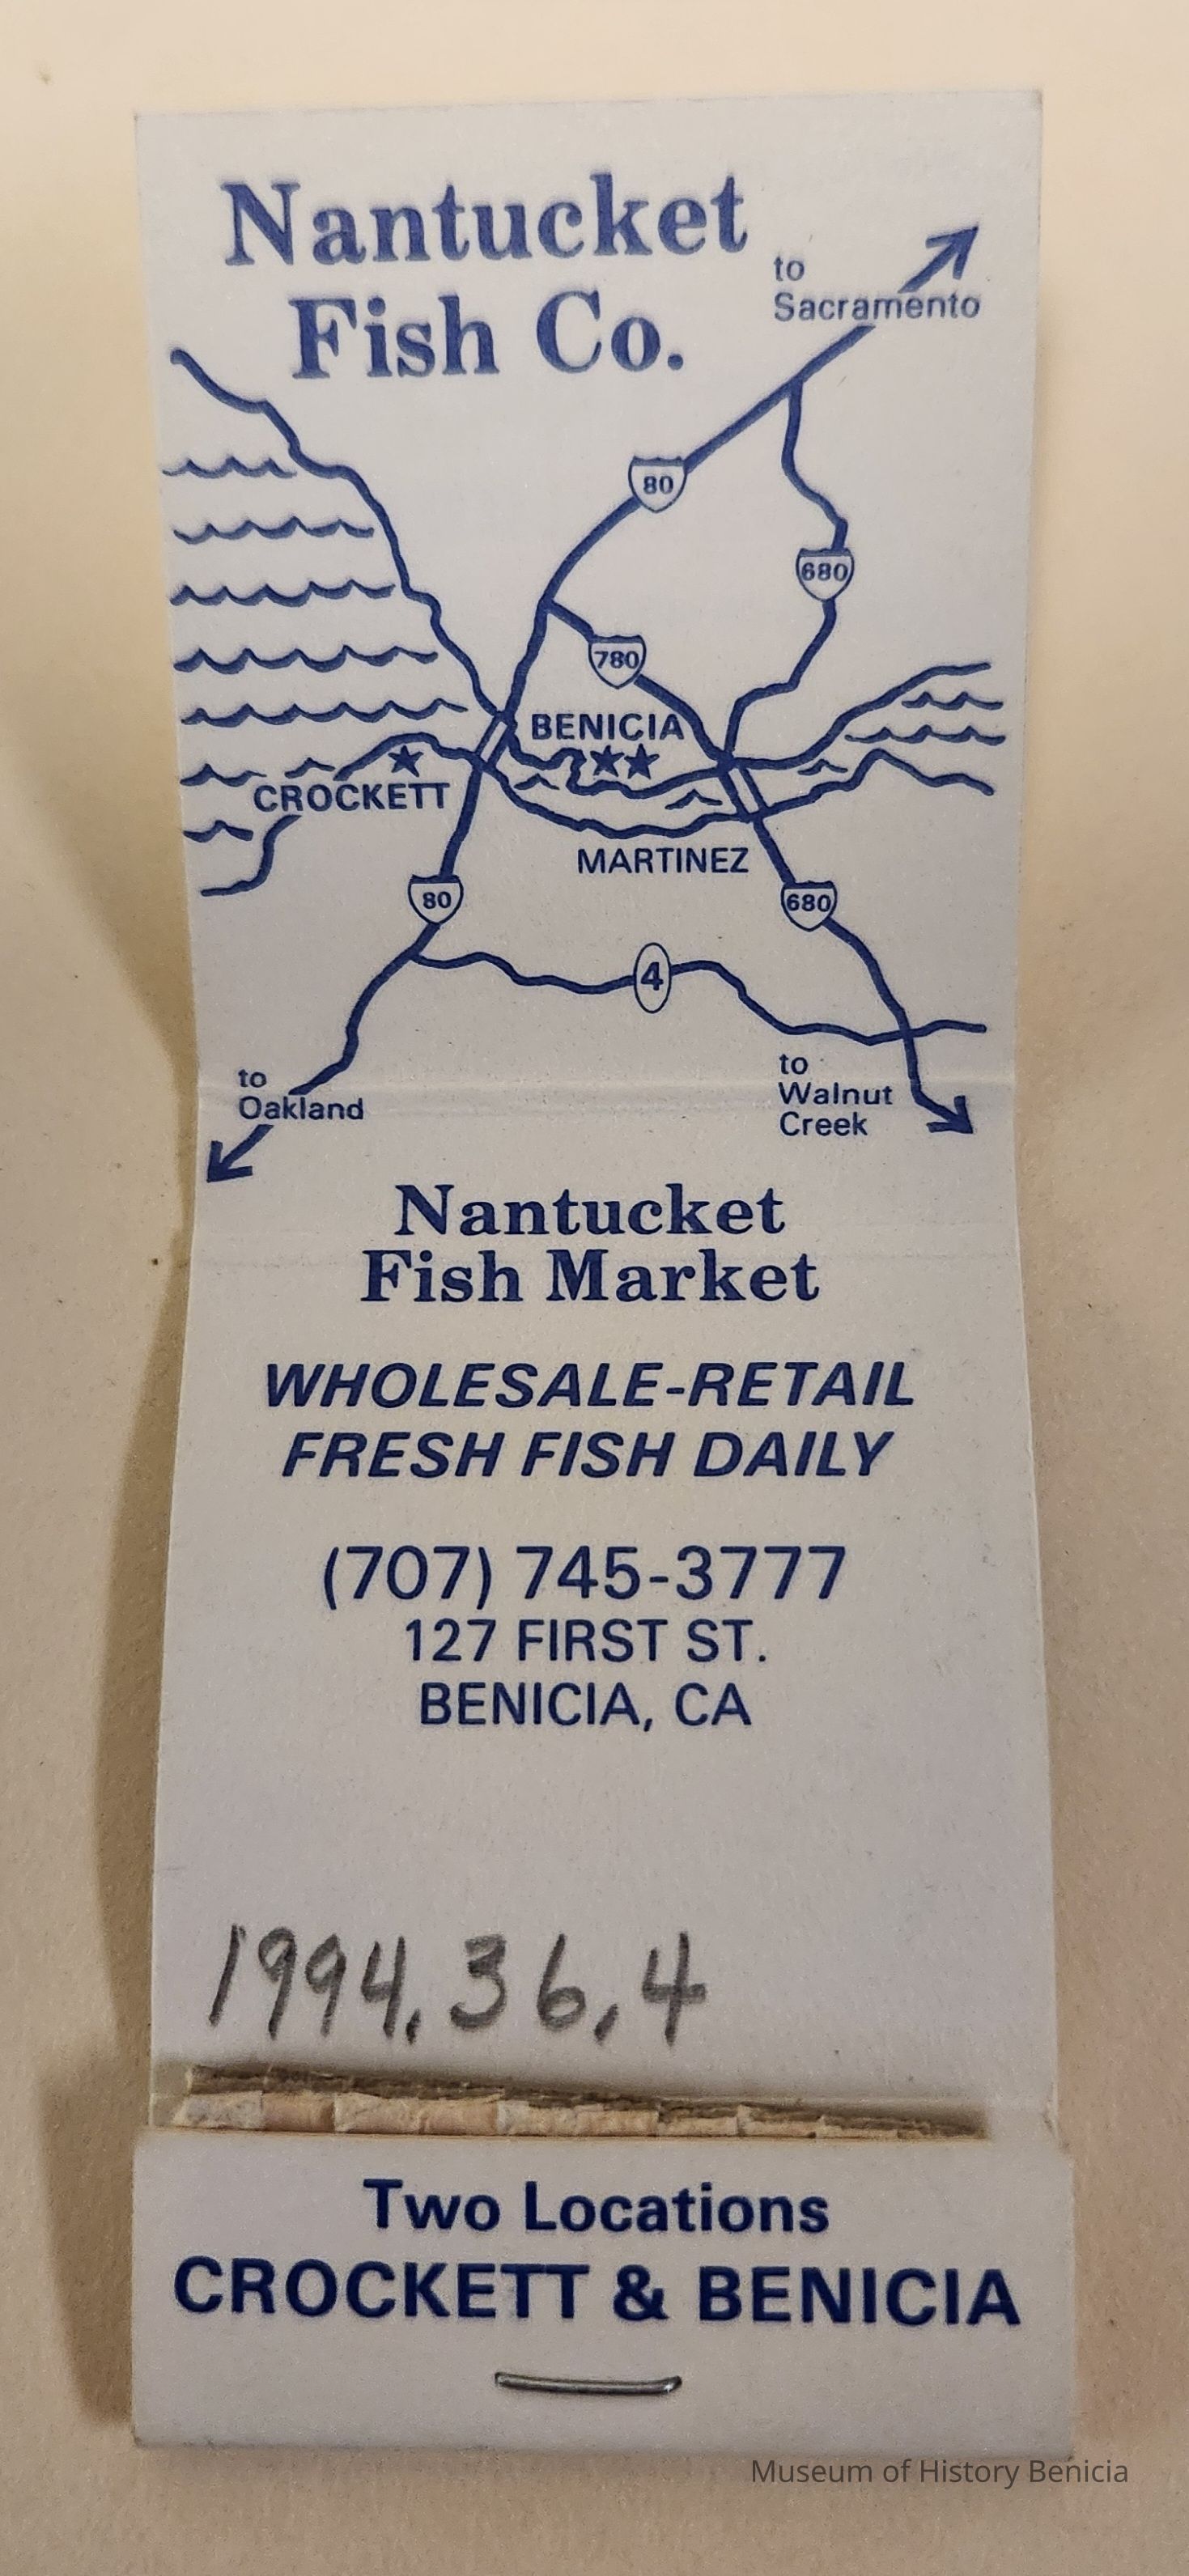 Nantucket
Fish Co.
to
Sacramento
80
680
780
BENICIA
CROCKETT
MARTINEZ
80
680
4
to
Oakland
to
Walnut
Creek
Nantucket
Fish Market
WHOLESALE-RETAIL
FRESH FISH DAILY
(707) 745-3777
127 FIRST ST.
BENICIA, CA
1994.36.4
Two Locations
CROCKETT & BENICIA
Museum of History Benicia